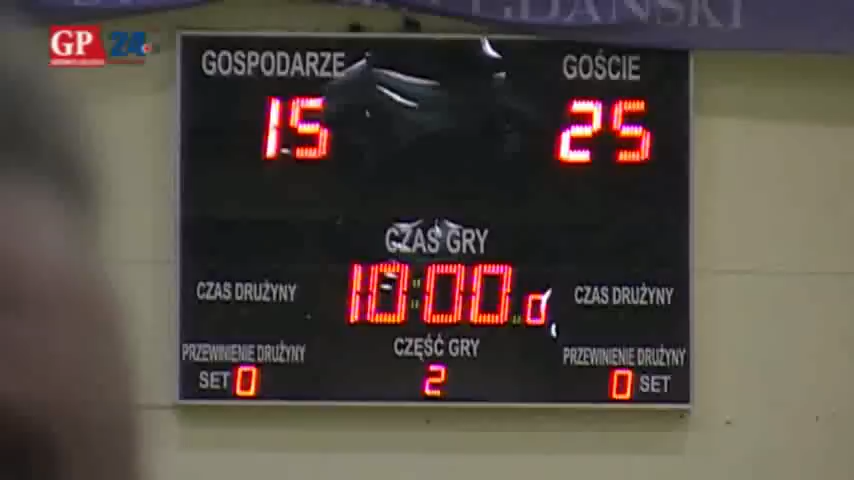 GDAŃSKI
GP 24
GOSPODARZE GOŚCIE
15 25
CZAS GRY
CZAS DRUŻYNY 10:00.0 CZAS DRUŻYNY
PRZEWINIENIE DRUŻYNY CZĘŚĆ GRY PRZEWINIENIE DRUŻYNY
SET 0 2 0 SET